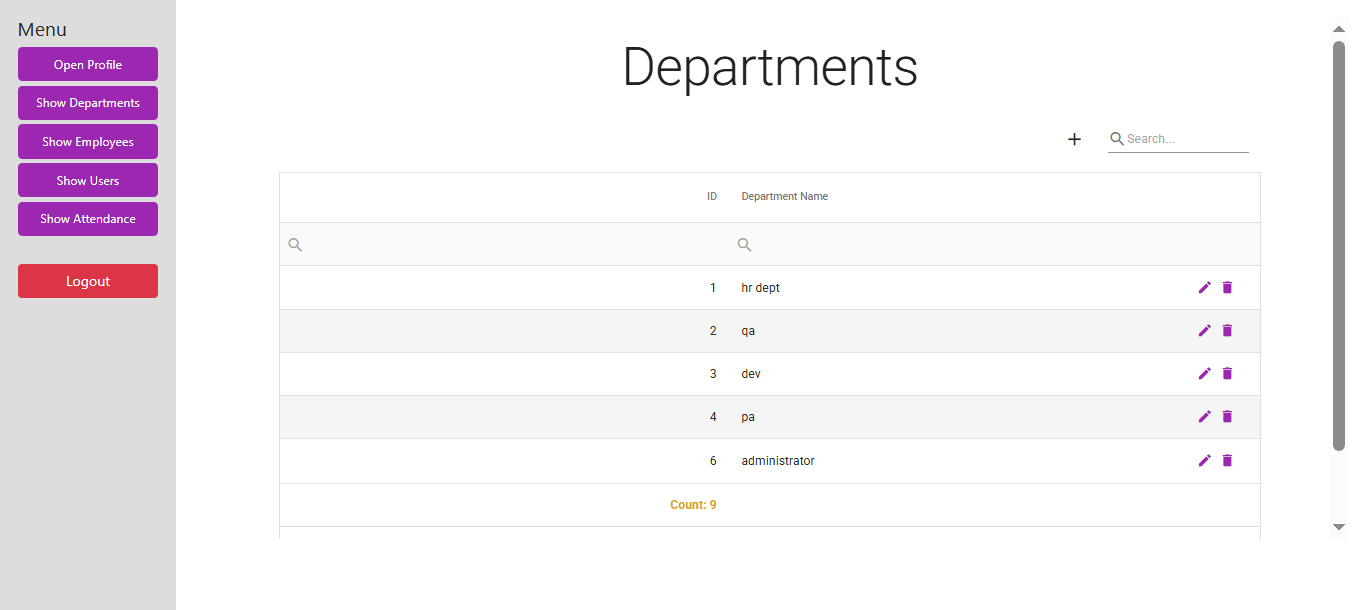 Menu
Open Profile
Show Departments
Show Employees
Show Users
Show Attendance
Logout
Departments
Search...
ID Department Name
1 hr dept
2 qa
3 dev
4 pa
6 administrator
Count: 9